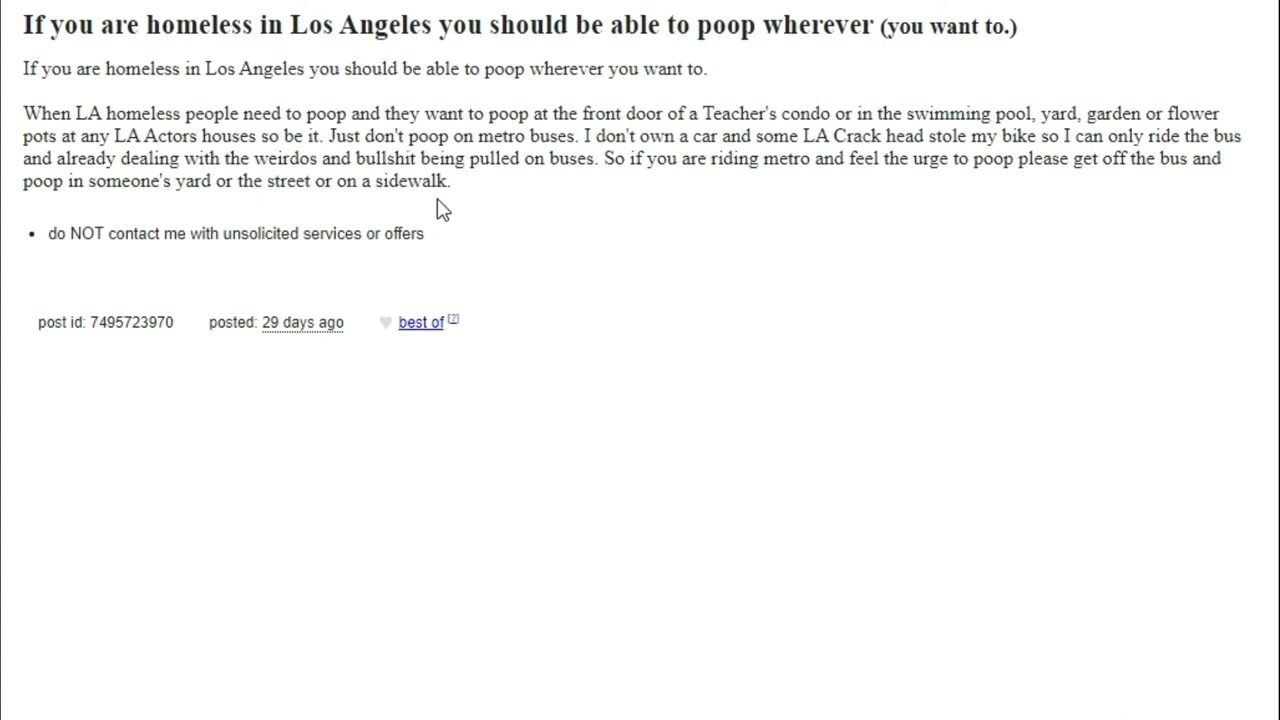 If you are homeless in Los Angeles you should be able to poop wherever (you want to.)
If you are homeless in Los Angeles you should be able to poop wherever you want to.
When LA homeless people need to poop and they want to poop at the front door of a Teacher's condo or in the swimming pool, yard, garden or flower
pots at any LA Actors houses so be it. Just don't poop on metro buses. I don't own a car and some LA Crack head stole my bike so I can only ride the bus
and already dealing with the weirdos and bullshit being pulled on buses. So if you are riding metro and feel the urge to poop please get off the bus and
poop in someone's yard or the street or on a sidewalk.
• do NOT contact me with unsolicited services or offers
post id: 7495723970 posted: 29 days ago ♥ best of [?]